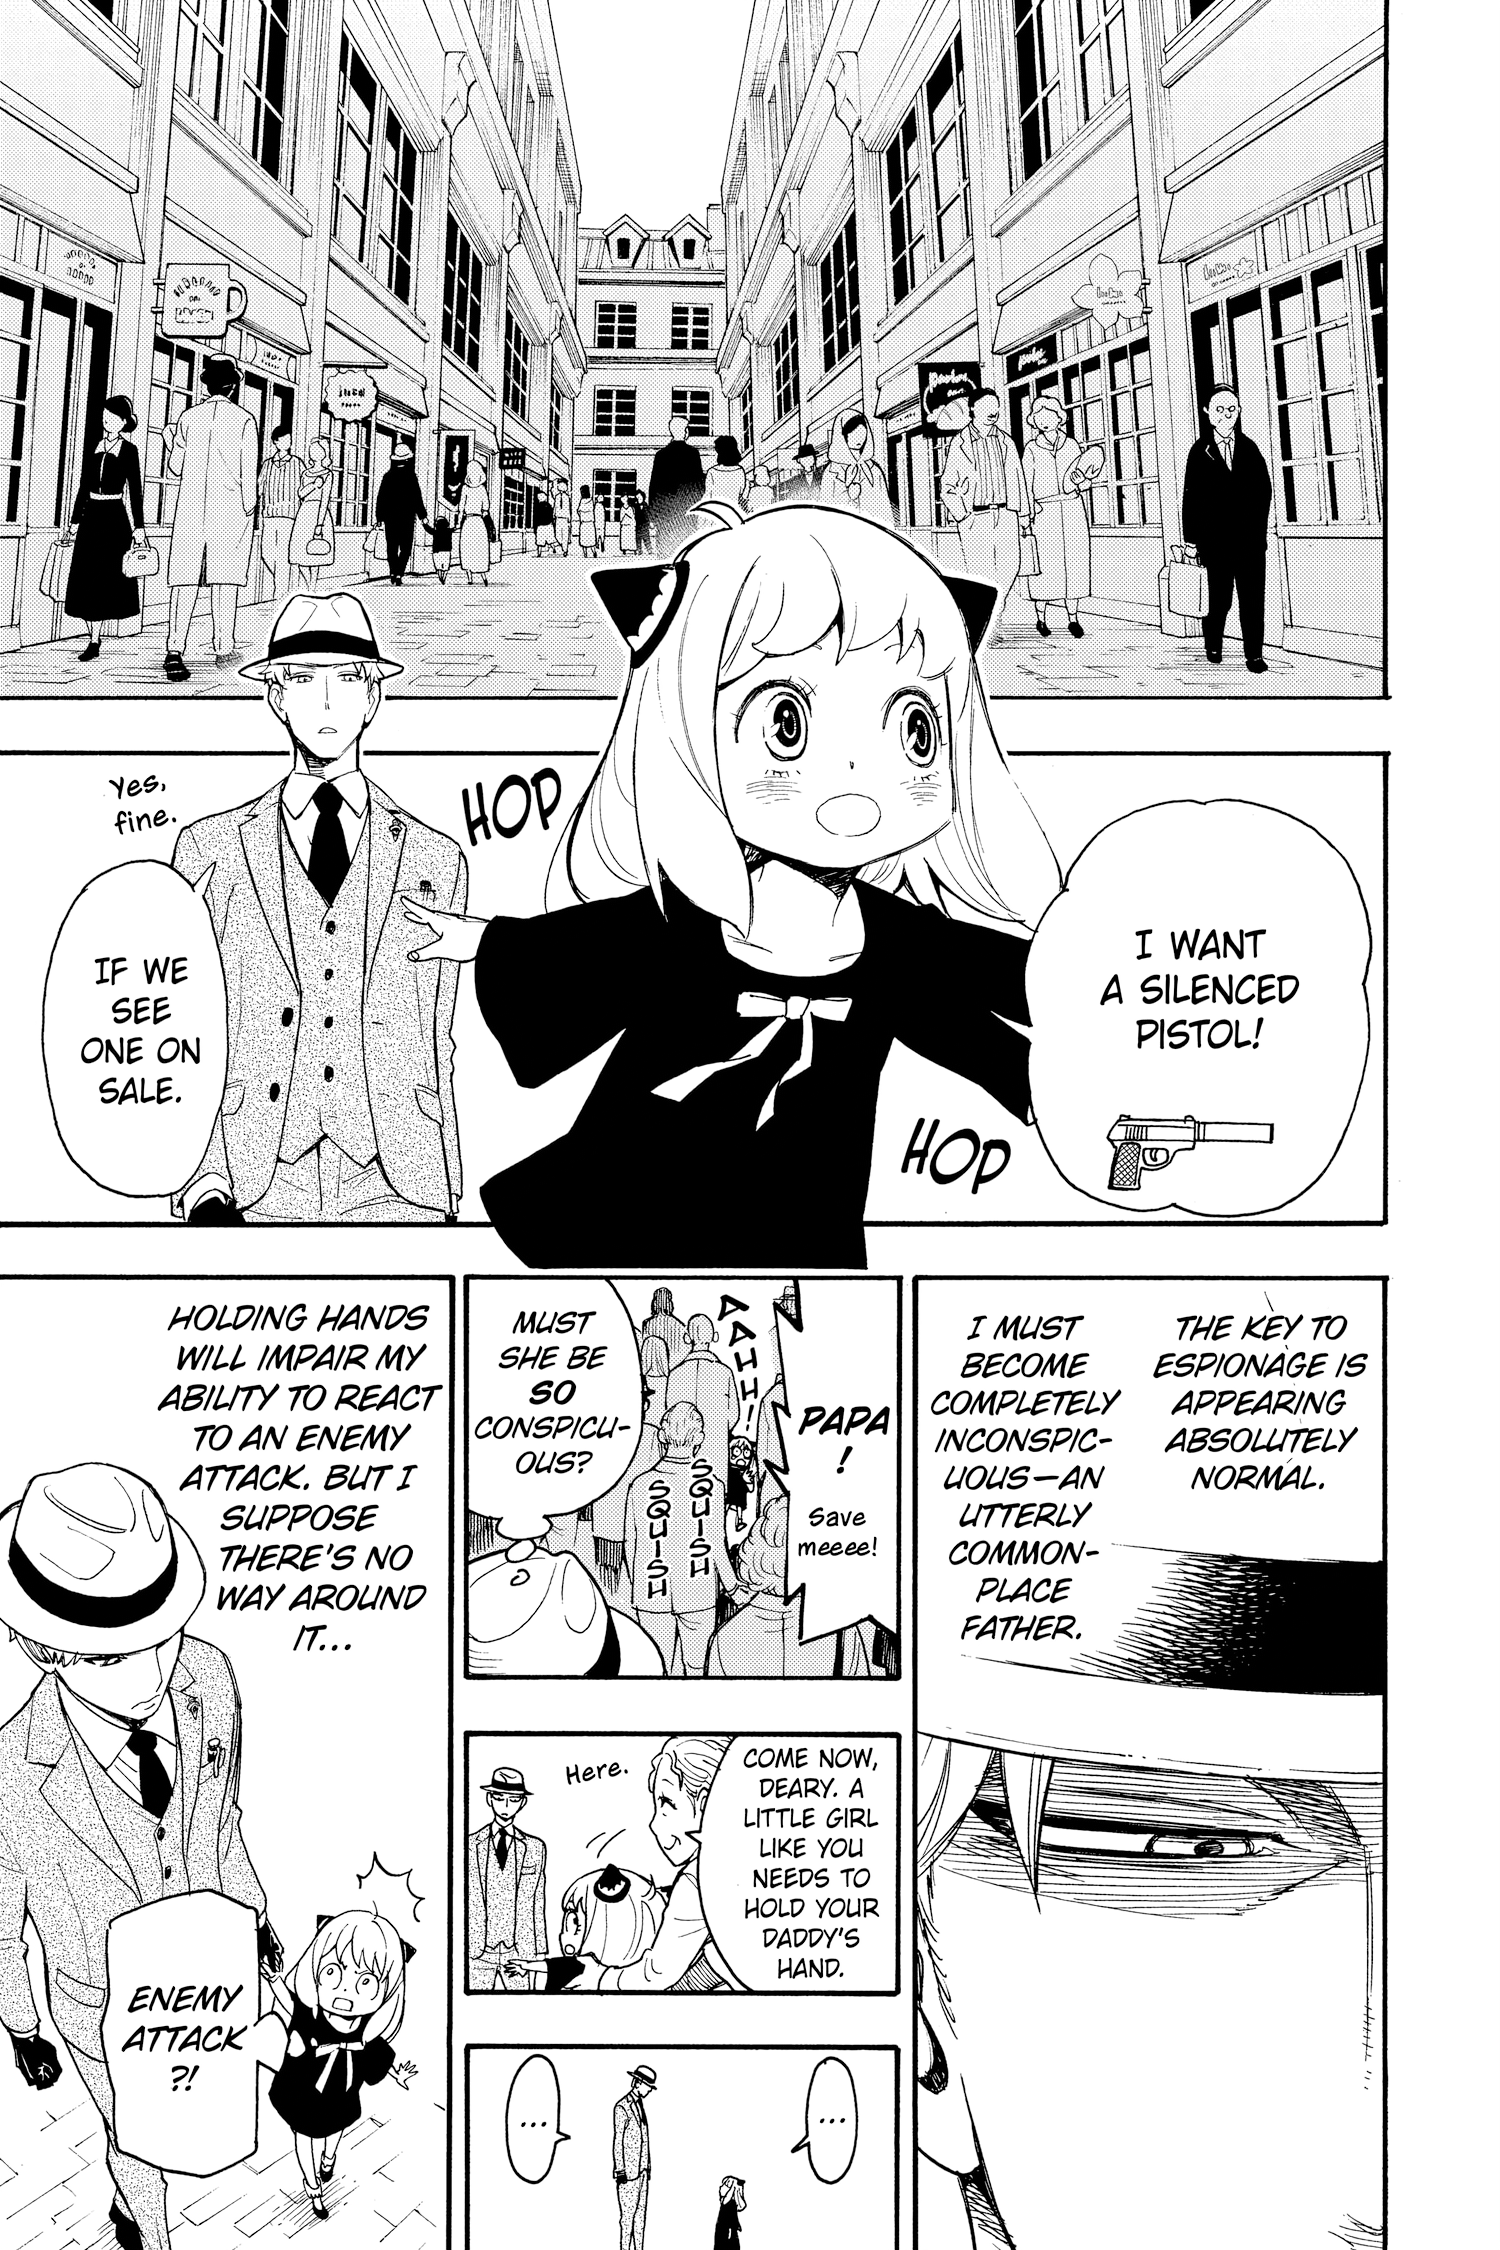 HOP
HOP
I WANT
A SILENCED
PISTOL!
Yes,
fine.
IF WE
SEE
ONE ON
SALE.
THE KEY TO
ESPIONAGE IS
APPEARING
ABSOLUTELY
NORMAL.
I MUST
BECOME
COMPLETELY
INCONSPIC-
UOUS—AN
UTTERLY
COMMON-
PLACE
FATHER.
PAPA
!
Save
meeee!
AAHH!
SQUISH
SQUISH
MUST
SHE BE
SO
CONSPICU-
OUS?
COME NOW,
DEARY. A
LITTLE GIRL
LIKE YOU
NEEDS TO
HOLD YOUR
DADDY'S
HAND.
Here.
...
...
HOLDING HANDS
WILL IMPAIR MY
ABILITY TO REACT
TO AN ENEMY
ATTACK. BUT I
SUPPOSE
THERE'S NO
WAY AROUND
IT...
ENEMY
ATTACK
?!